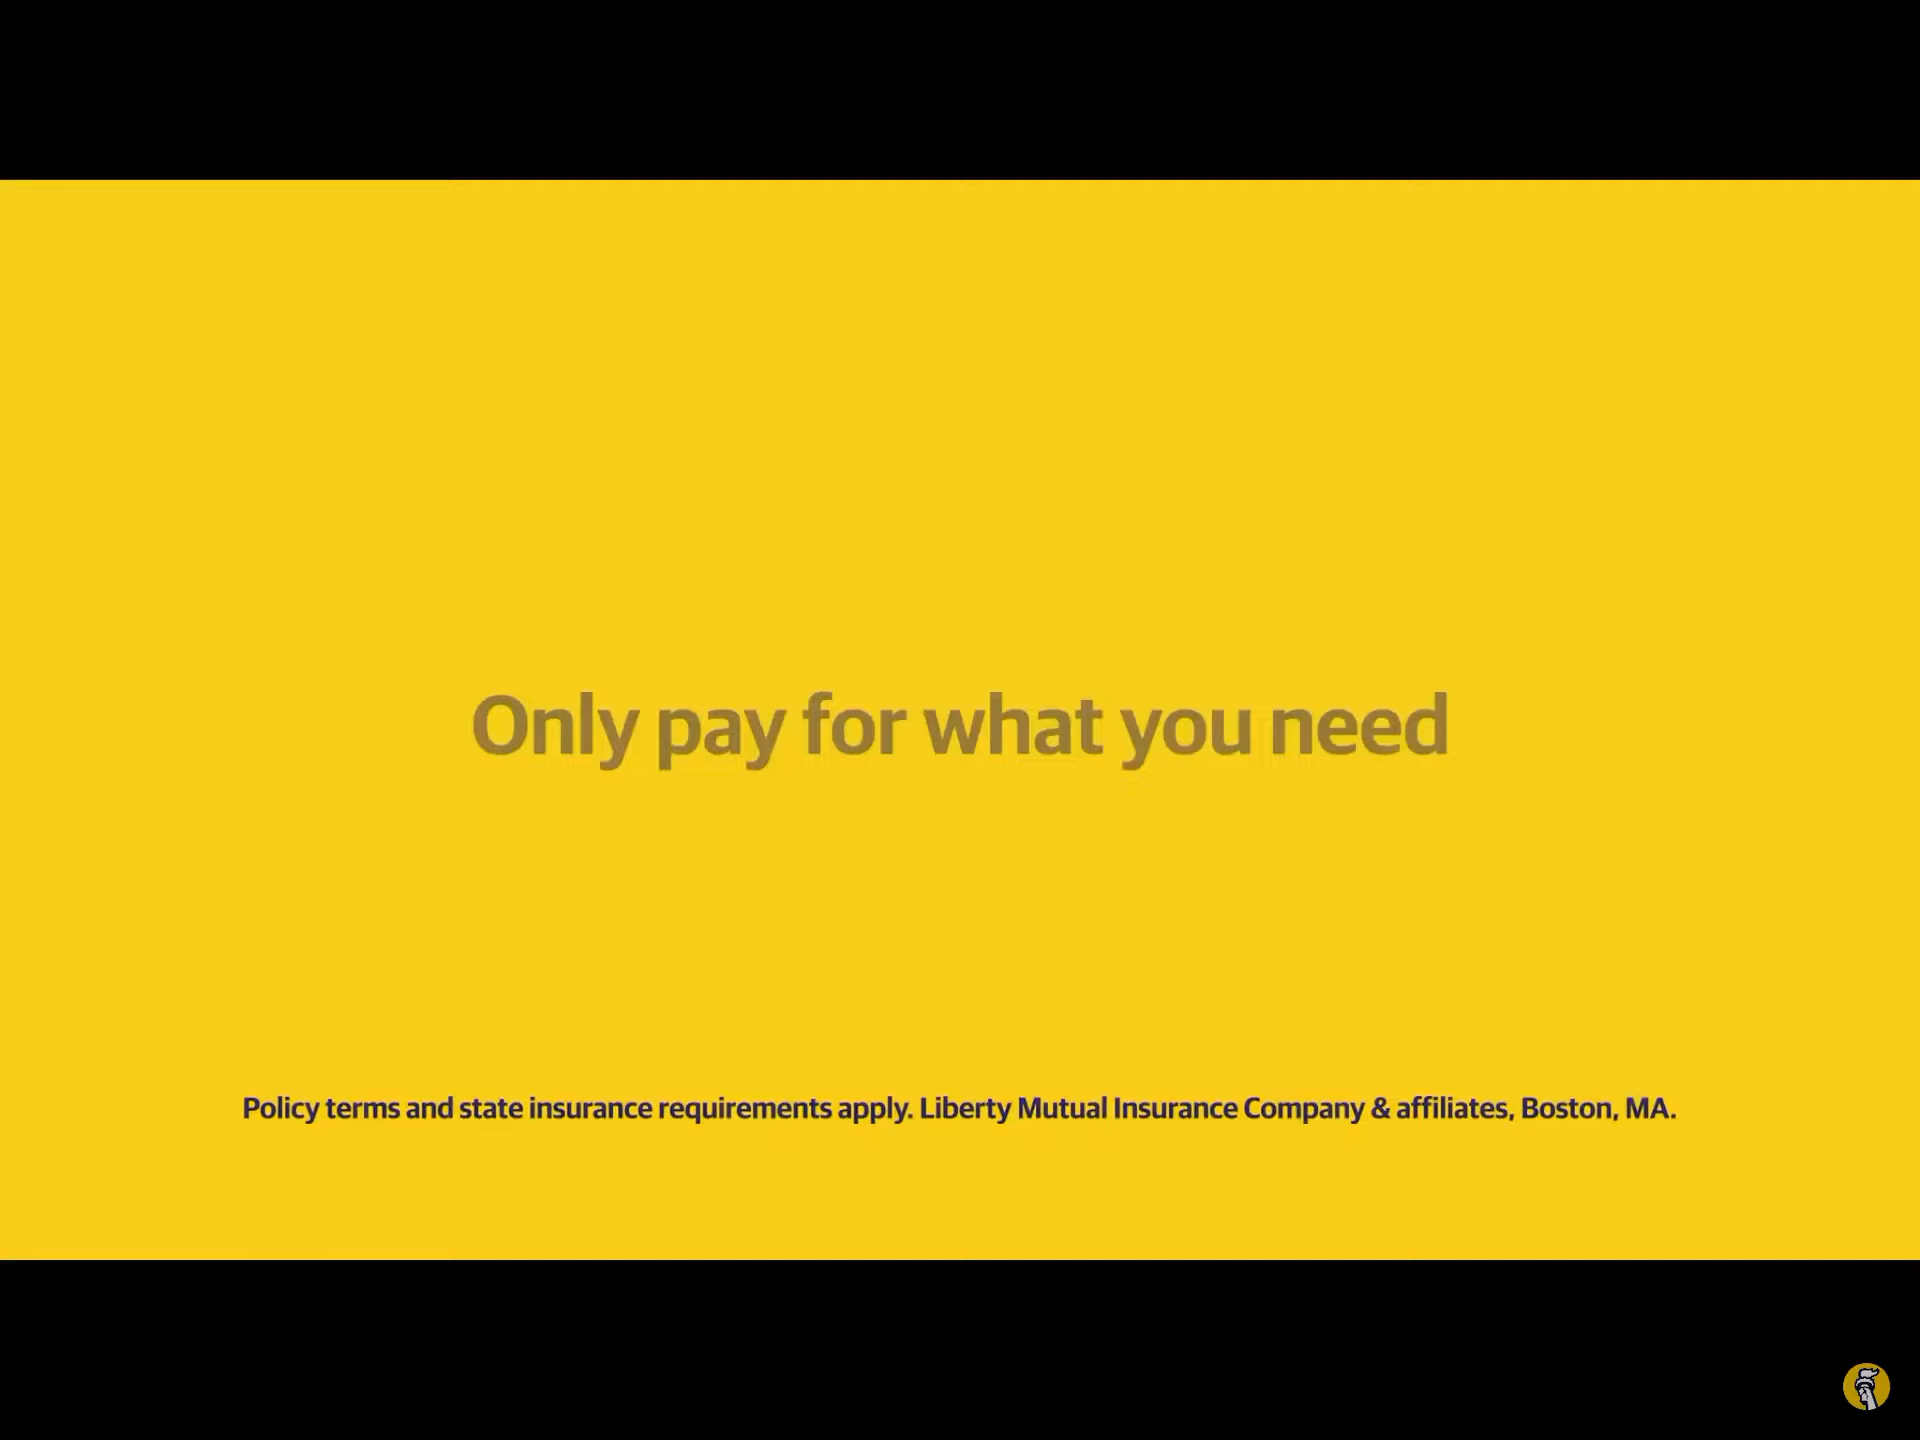 Only pay for what you need
Policy terms and state insurance requirements apply. Liberty Mutual Insurance Company & affiliates, Boston, MA.